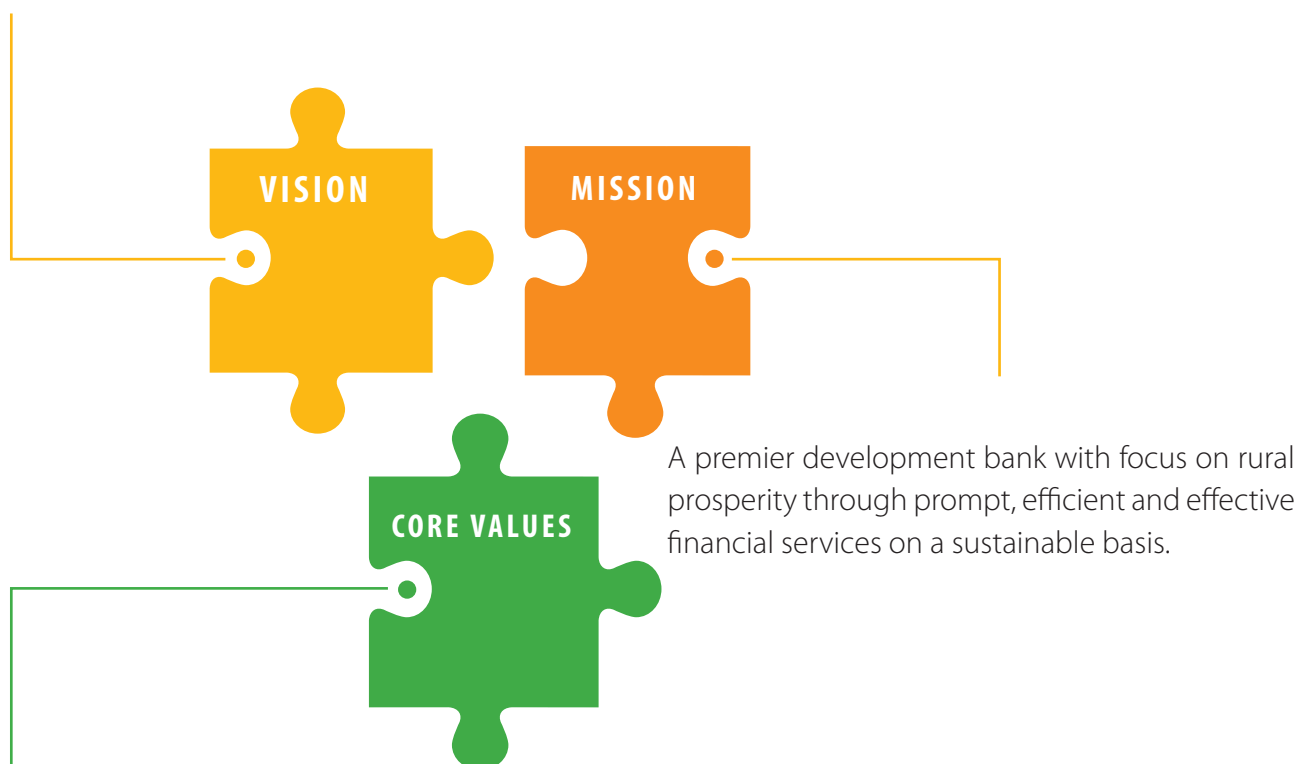 VISION
MISSION
CORE VALUES
A premier development bank with focus on rural
prosperity through prompt, efficient and effective
financial services on a sustainable basis.